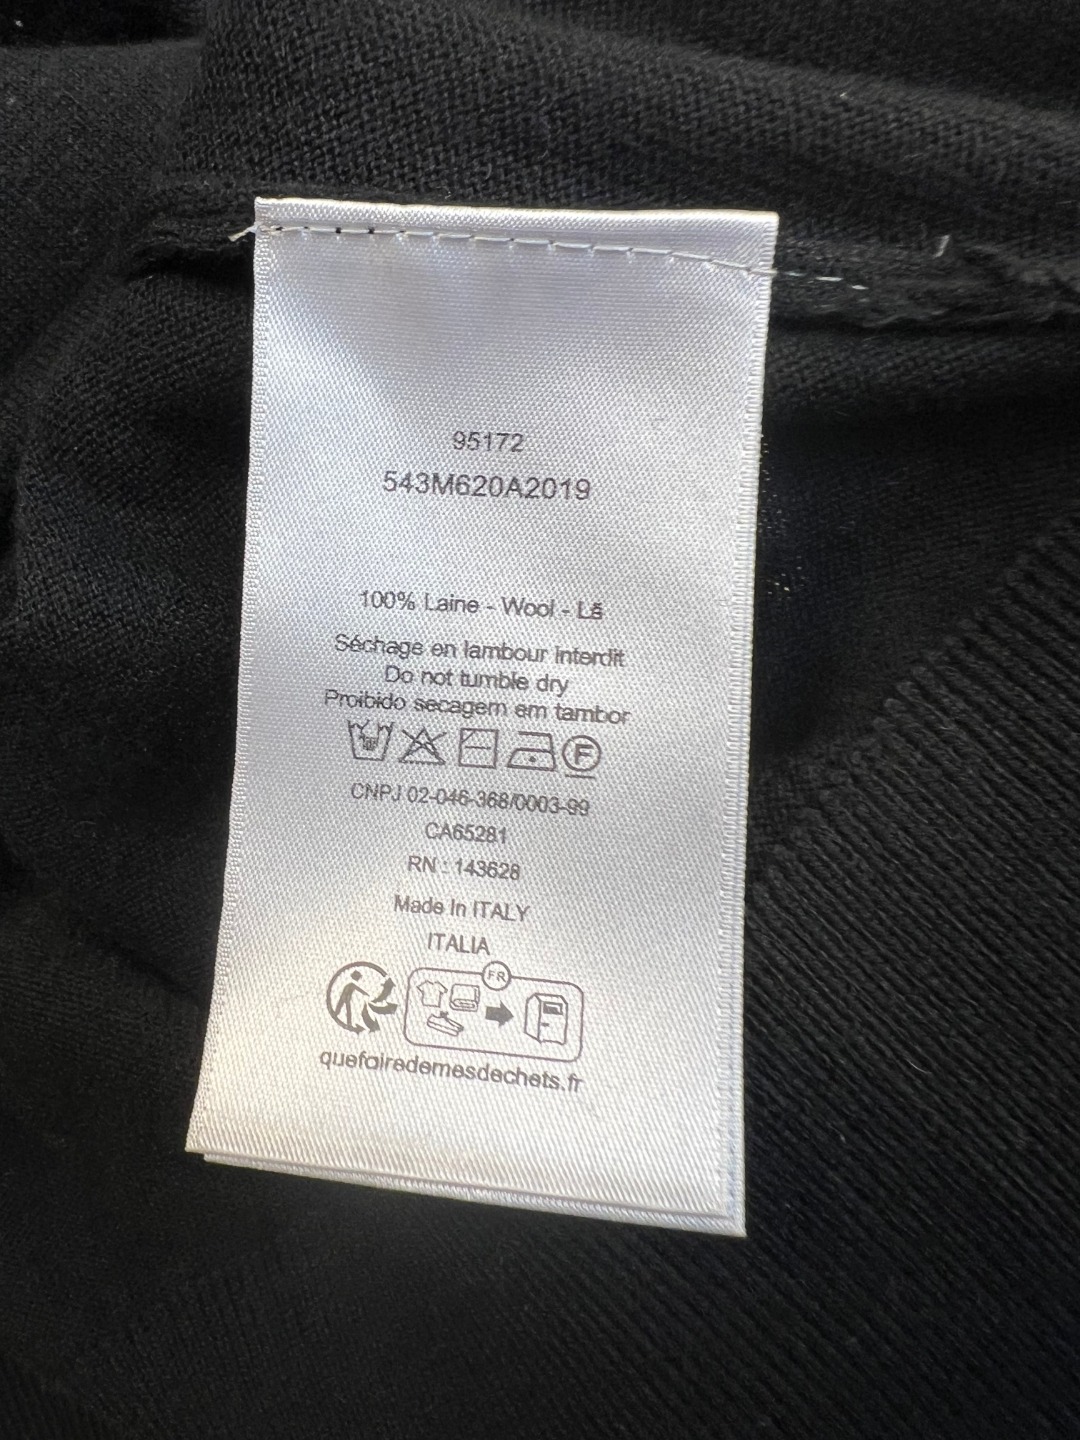 95172
543M620A2019
100% Laine - Wool - Lã
Séchage en tambour interdit
Do not tumble dry
Proibido secagem em tambor
F
CNPJ 02-046-368/0003-99
CA65281
RN : 143628
Made In ITALY
ITALIA
FR
quefairedemesdechets.fr